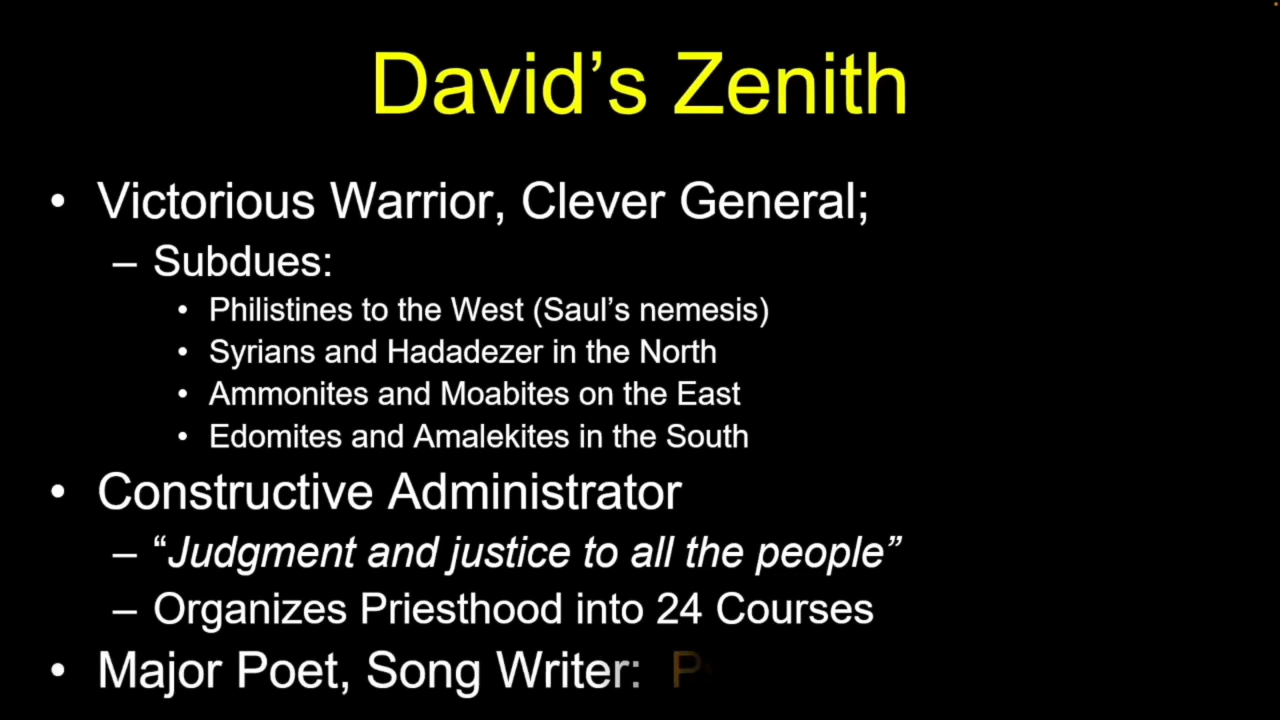 David’s Zenith
• Victorious Warrior, Clever General;
– Subdues:
• Philistines to the West (Saul’s nemesis)
• Syrians and Hadadezer in the North
• Ammonites and Moabites on the East
• Edomites and Amalekites in the South
• Constructive Administrator
– “Judgment and justice to all the people”
– Organizes Priesthood into 24 Courses
• Major Poet, Song Writer: